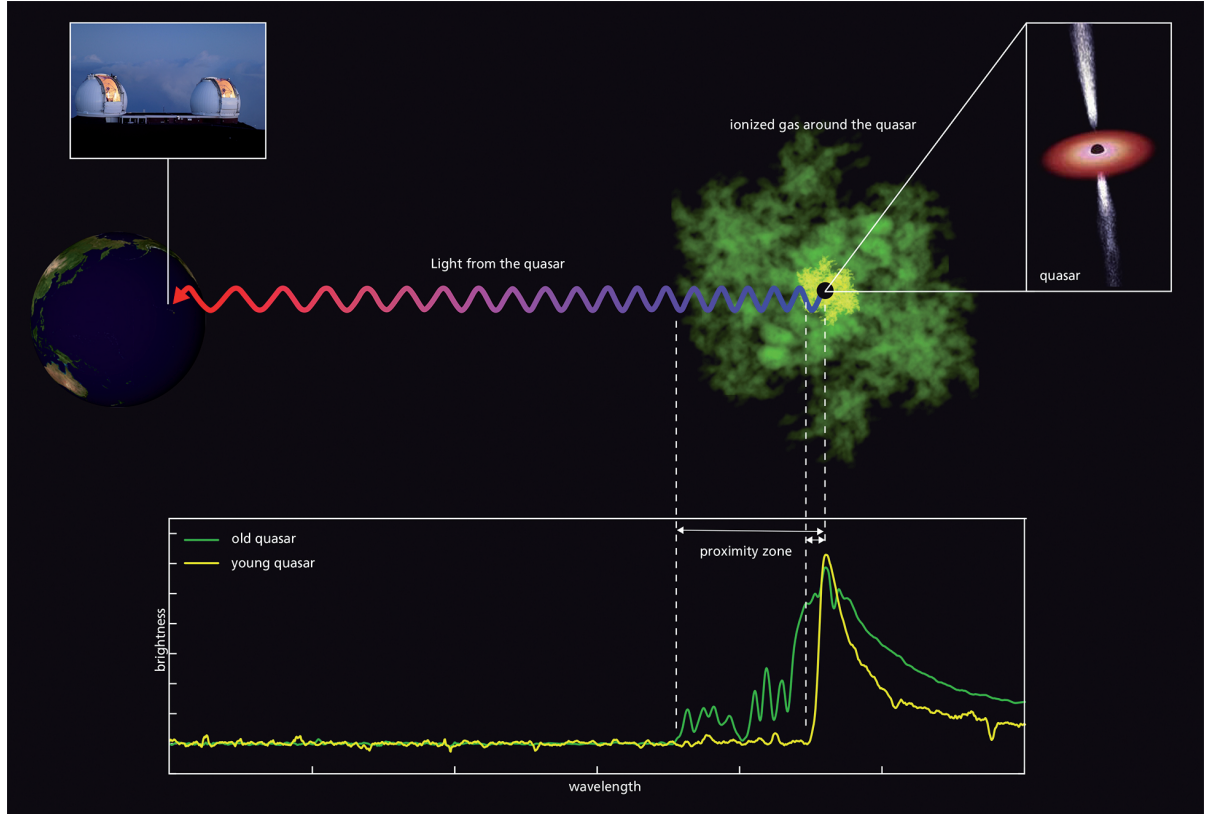 ionized gas around the quasar
Light from the quasar
quasar
old quasar
young quasar
proximity zone
brightness
wavelength